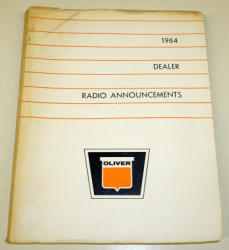 1964
DEALER
RADIO ANNOUNCEMENTS
OLIVER